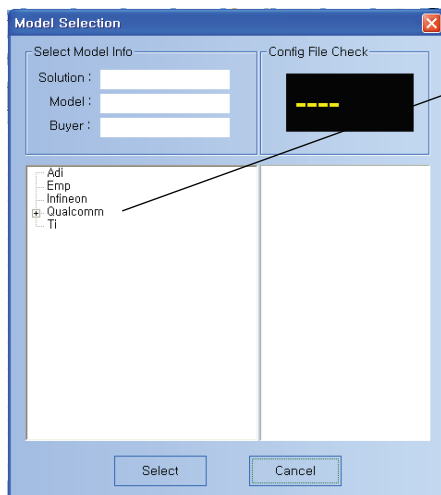 Model Selection
Select Model Info
Config File Check
Solution :
Model :
Buyer :
----
Adi
Emp
Infineon
Qualcomm
Ti
Select
Cancel